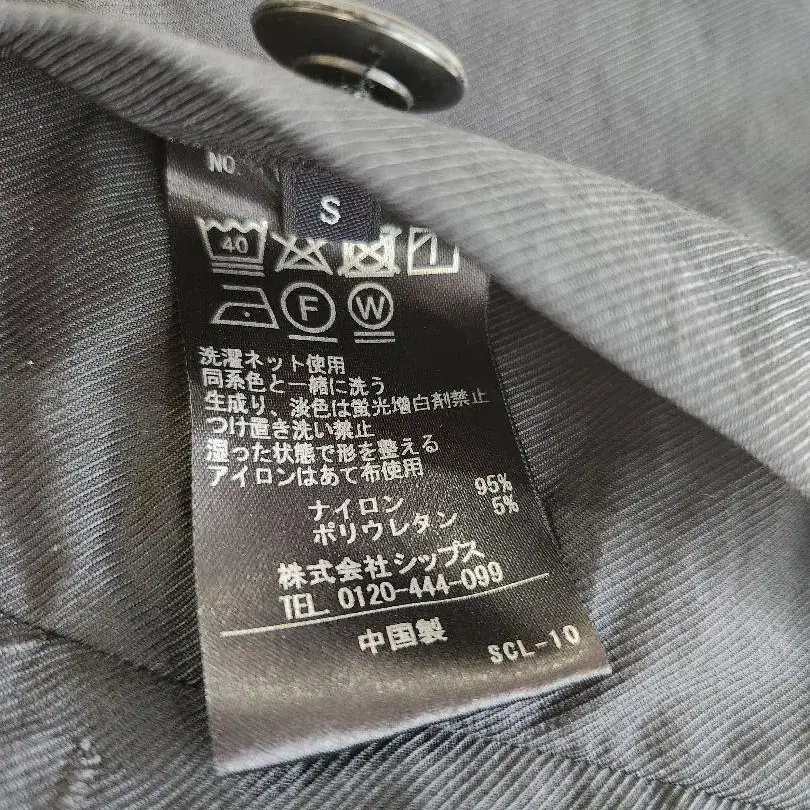 NO.
S
40
F W
洗濯ネット使用
同系色と一緒に洗う
生成り、淡色は蛍光増白剤禁止
つけ置き洗い禁止
湿った状態で形を整える
アイロンはあて布使用
ナイロン 95%
ポリウレタン 5%
株式会社シップス
TEL 0120-444-099
中国製
SCL-10